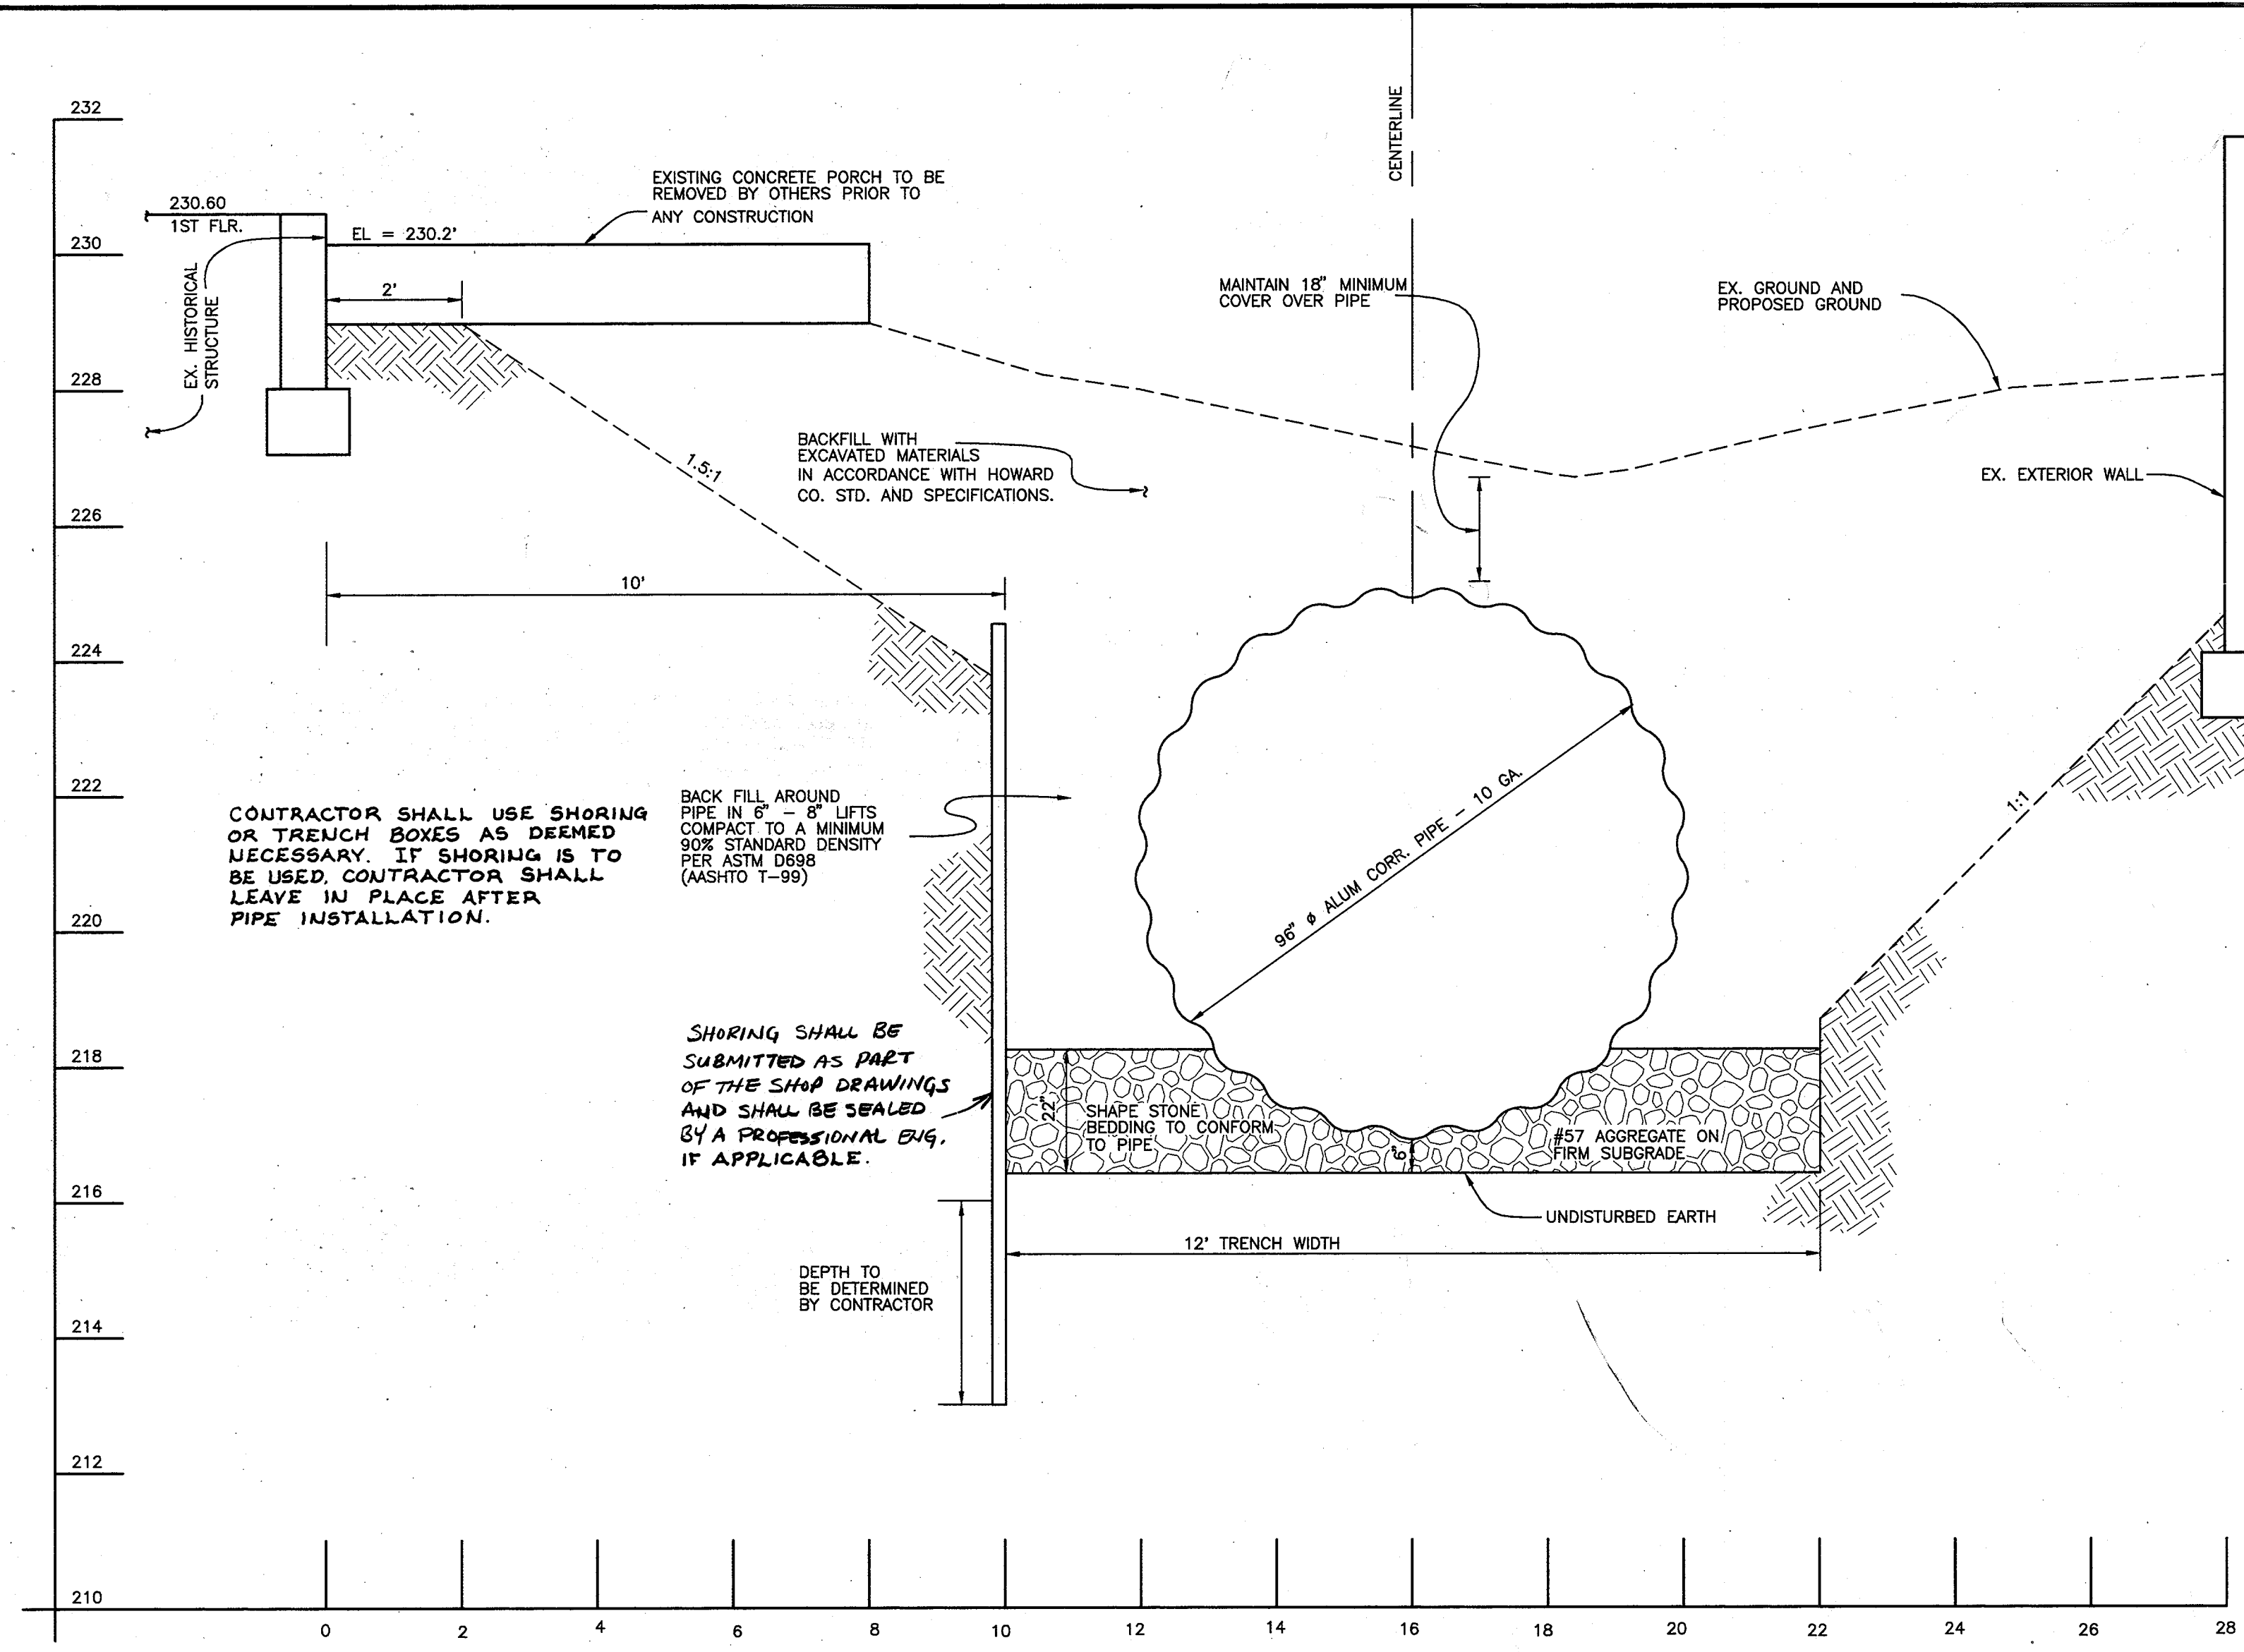 232
230
228
226
224
222
220
218
216
214
212
210
230.60
1ST FLR.
EX. HISTORICAL
STRUCTURE
EL = 230.2'
2'
EXISTING CONCRETE PORCH TO BE
REMOVED BY OTHERS PRIOR TO
ANY CONSTRUCTION
CENTERLINE
MAINTAIN 18" MINIMUM
COVER OVER PIPE
EX. GROUND AND
PROPOSED GROUND
1.5:1
BACKFILL WITH
EXCAVATED MATERIALS
IN ACCORDANCE WITH HOWARD
CO. STD. AND SPECIFICATIONS.
EX. EXTERIOR WALL
10'
CONTRACTOR SHALL USE SHORING
OR TRENCH BOXES AS DEEMED
NECESSARY. IF SHORING IS TO
BE USED, CONTRACTOR SHALL
LEAVE IN PLACE AFTER
PIPE INSTALLATION.
BACK FILL AROUND
PIPE IN 6" – 8" LIFTS
COMPACT TO A MINIMUM
90% STANDARD DENSITY
PER ASTM D698
(AASHTO T–99)
96" ø ALUM CORR. PIPE – 10 GA.
1:1
SHORING SHALL BE
SUBMITTED AS PART
OF THE SHOP DRAWINGS
AND SHALL BE SEALED
BY A PROFESSIONAL ENG.
IF APPLICABLE.
22"
SHAPE STONE
BEDDING TO CONFORM
TO PIPE
6"
#57 AGGREGATE ON
FIRM SUBGRADE
UNDISTURBED EARTH
12' TRENCH WIDTH
DEPTH TO
BE DETERMINED
BY CONTRACTOR
0 2 4 6 8 10 12 14 16 18 20 22 24 26 28